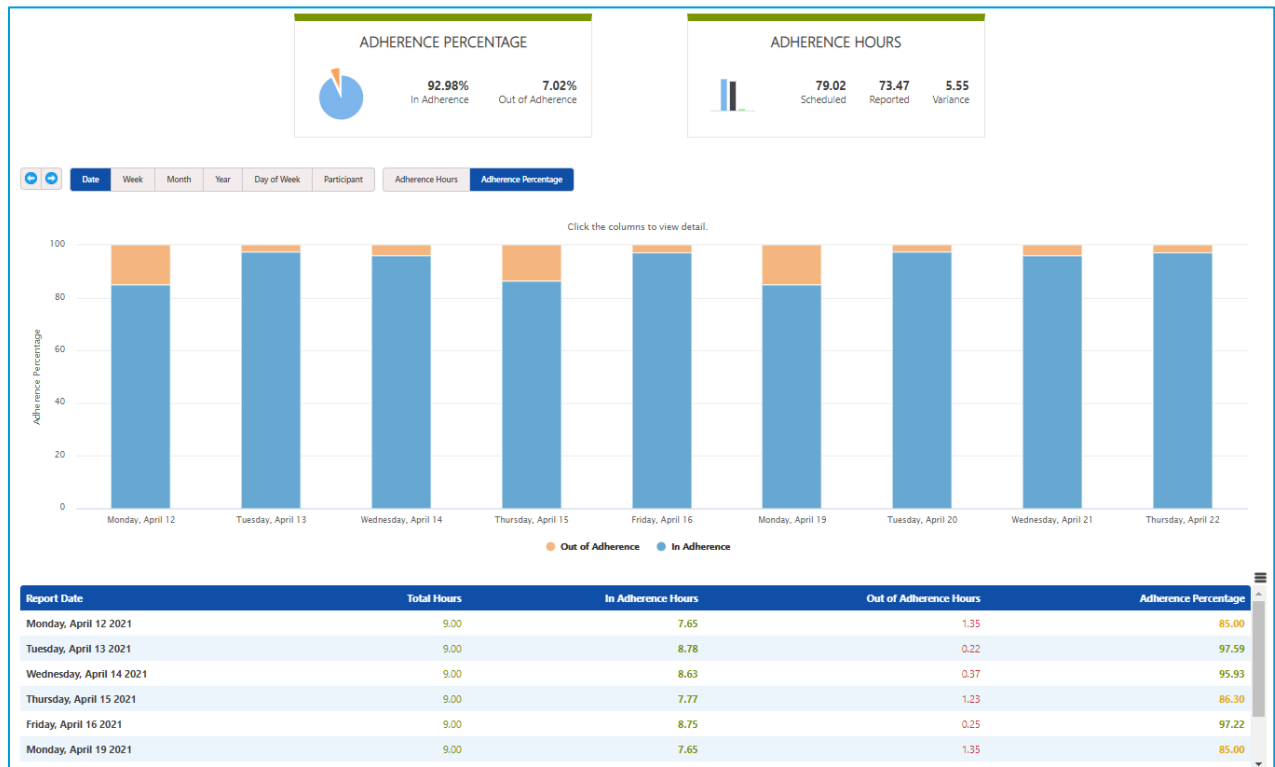 ADHERENCE PERCENTAGE
92.98% 7.02%
In Adherence Out of Adherence
ADHERENCE HOURS
79.02 73.47 5.55
Scheduled Reported Variance
Date Week Month Year Day of Week Participant Adherence Hours Adherence Percentage
Click the columns to view detail.
Adherence Percentage
100
80
60
40
20
0
Monday, April 12 Tuesday, April 13 Wednesday, April 14 Thursday, April 15 Friday, April 16 Monday, April 19 Tuesday, April 20 Wednesday, April 21 Thursday, April 22
Out of Adherence In Adherence
Report Date Total Hours In Adherence Hours Out of Adherence Hours Adherence Percentage
Monday, April 12 2021 9.00 7.65 1.35 85.00
Tuesday, April 13 2021 9.00 8.78 0.22 97.59
Wednesday, April 14 2021 9.00 8.63 0.37 95.93
Thursday, April 15 2021 9.00 7.77 1.23 86.30
Friday, April 16 2021 9.00 8.75 0.25 97.22
Monday, April 19 2021 9.00 7.65 1.35 85.00